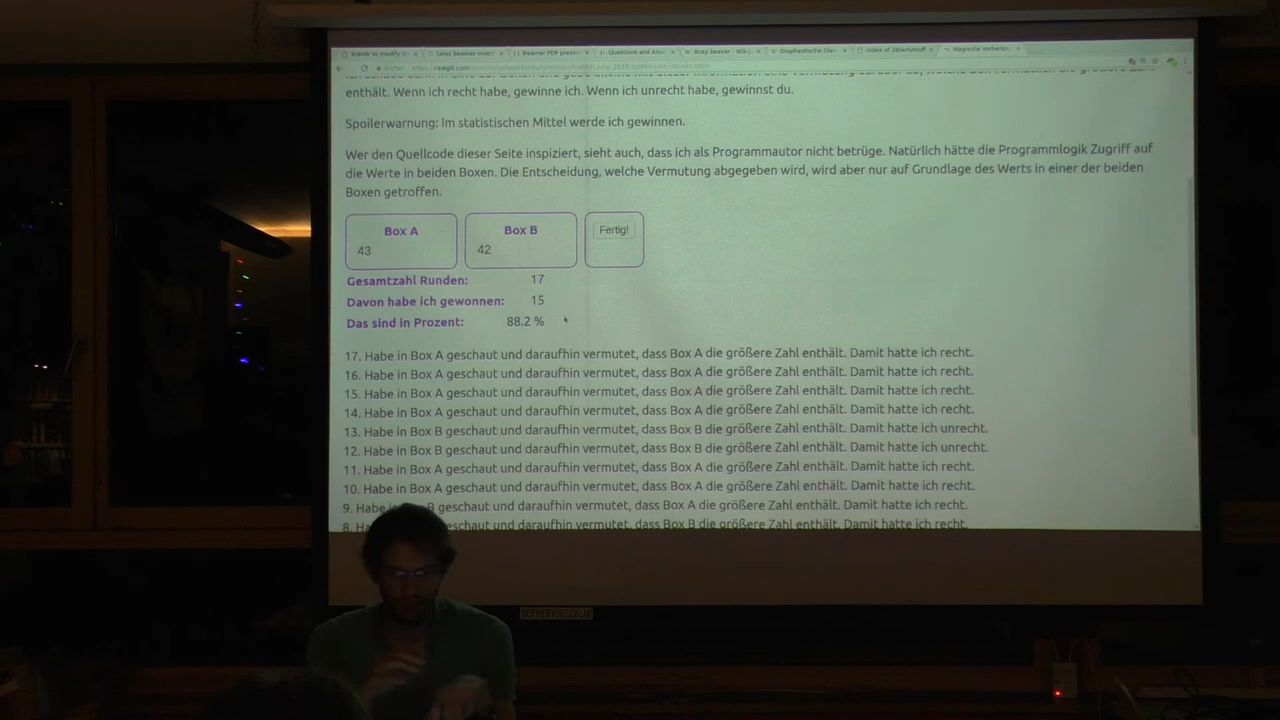 Busy beaver - Wiki
enthält. Wenn ich recht habe, gewinne ich. Wenn ich unrecht habe, gewinnst du.
Spoilerwarnung: Im statistischen Mittel werde ich gewinnen.
Wer den Quellcode dieser Seite inspiziert, sieht auch, dass ich als Programmautor nicht betrüge. Natürlich hätte die Programmlogik Zugriff auf
die Werte in beiden Boxen. Die Entscheidung, welche Vermutung abgegeben wird, wird aber nur auf Grundlage des Werts in einer der beiden
Boxen getroffen.
Box A Box B Fertig!
43 42
Gesamtzahl Runden: 17
Davon habe ich gewonnen: 15
Das sind in Prozent: 88.2 %
17. Habe in Box A geschaut und daraufhin vermutet, dass Box A die größere Zahl enthält. Damit hatte ich recht.
16. Habe in Box A geschaut und daraufhin vermutet, dass Box A die größere Zahl enthält. Damit hatte ich recht.
15. Habe in Box A geschaut und daraufhin vermutet, dass Box A die größere Zahl enthält. Damit hatte ich recht.
14. Habe in Box A geschaut und daraufhin vermutet, dass Box A die größere Zahl enthält. Damit hatte ich recht.
13. Habe in Box B geschaut und daraufhin vermutet, dass Box B die größere Zahl enthält. Damit hatte ich unrecht.
12. Habe in Box B geschaut und daraufhin vermutet, dass Box B die größere Zahl enthält. Damit hatte ich unrecht.
11. Habe in Box A geschaut und daraufhin vermutet, dass Box A die größere Zahl enthält. Damit hatte ich recht.
10. Habe in Box A geschaut und daraufhin vermutet, dass Box A die größere Zahl enthält. Damit hatte ich recht.
9. Habe B geschaut und daraufhin vermutet, dass Box A die größere Zahl enthält. Damit hatte ich recht.
8. geschaut und daraufhin vermutet, dass Box B die größere Zahl enthält. Damit hatte ich recht.